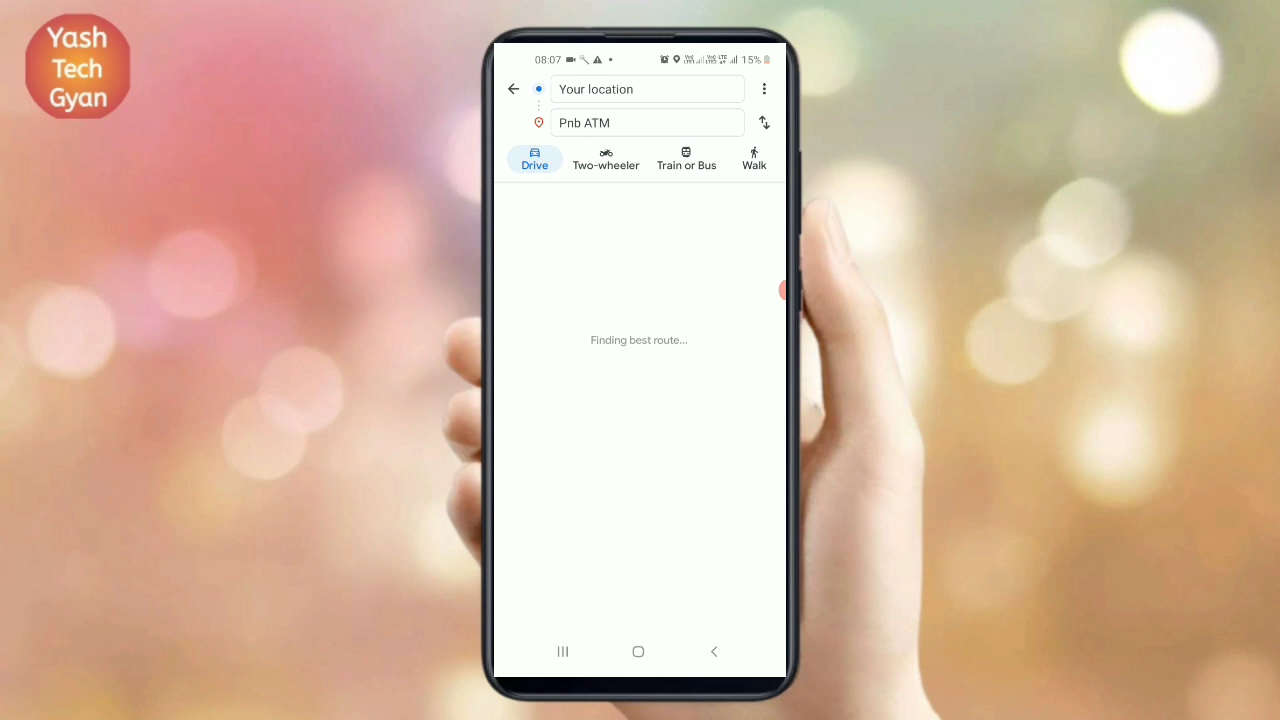 Yash
Tech
Gyan
08:07
15%
Your location
Pnb ATM
Drive
Two-wheeler
Train or Bus
Walk
Finding best route...